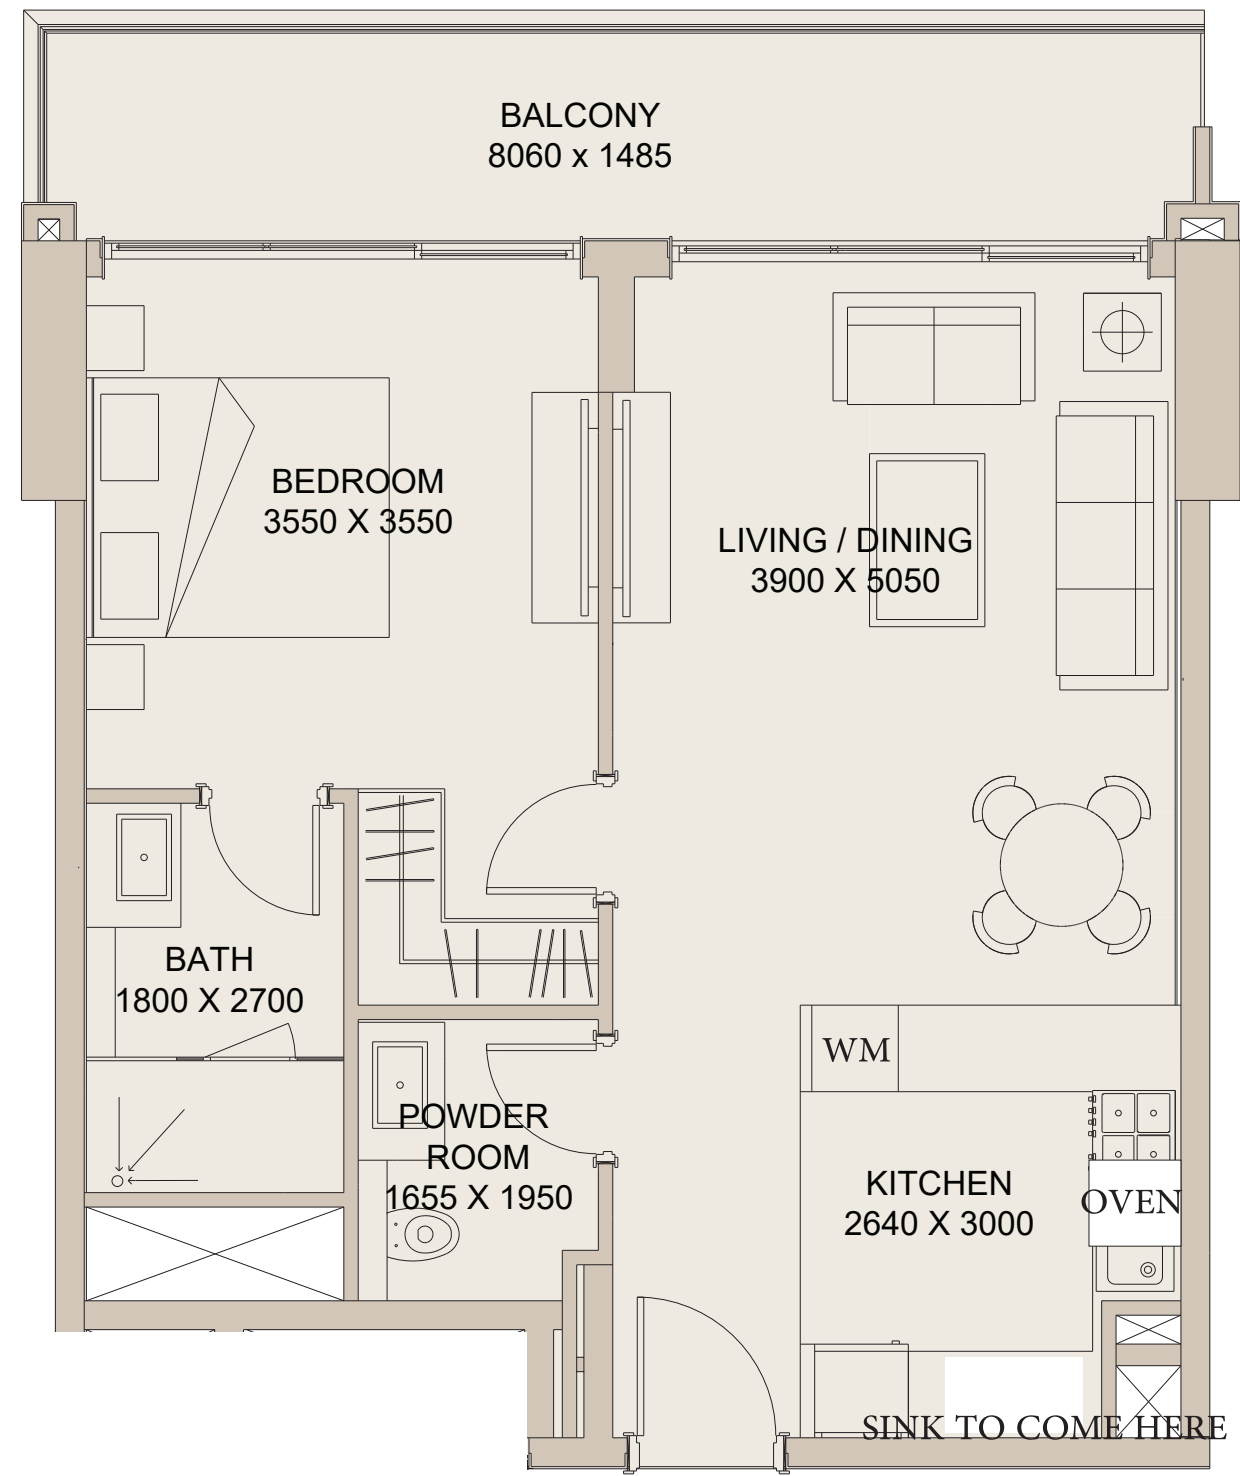 BALCONY
8060 x 1485
BEDROOM
3550 X 3550
LIVING / DINING
3900 X 5050
BATH
1800 X 2700
WM
POWDER
ROOM
1655 X 1950
KITCHEN
2640 X 3000
OVEN
SINK TO COME HERE